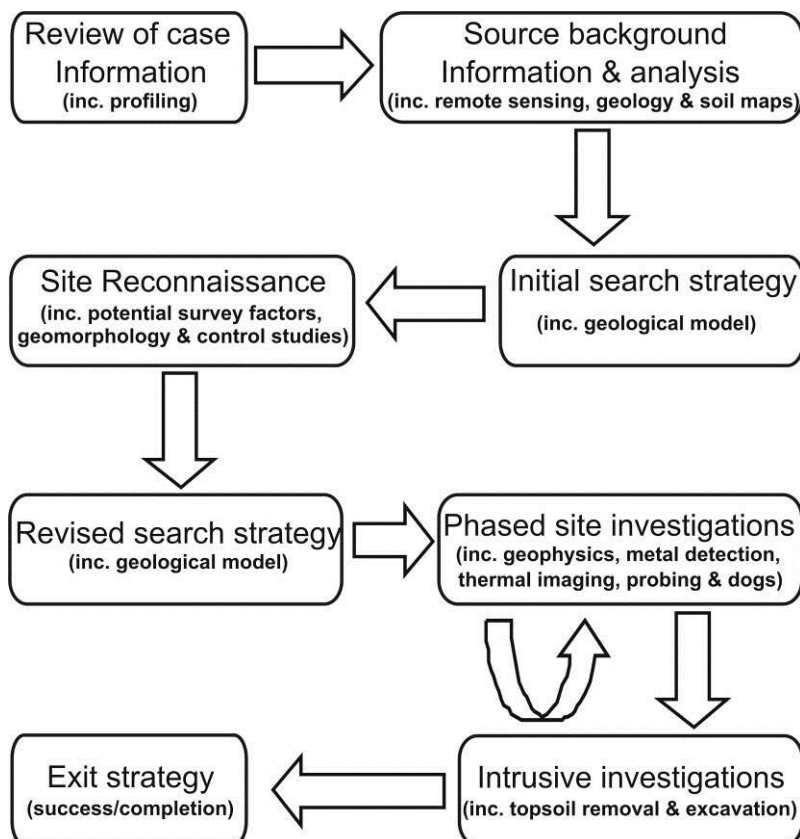 Review of case
Information
(inc. profiling)
Source background
Information & analysis
(inc. remote sensing, geology & soil maps)
Site Reconnaissance
(inc. potential survey factors,
geomorphology & control studies)
Initial search strategy
(inc. geological model)
Revised search strategy
(inc. geological model)
Phased site investigations
(inc. geophysics, metal detection,
thermal imaging, probing & dogs)
Exit strategy
(success/completion)
Intrusive investigations
(inc. topsoil removal & excavation)